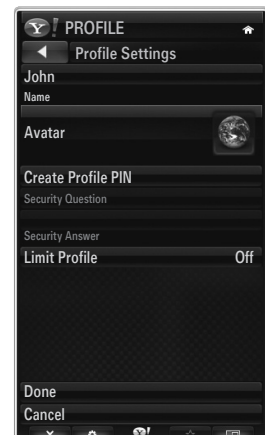 Y! PROFILE
Profile Settings
John
Name
Avatar
Create Profile PIN
Security Question
Security Answer
Limit Profile Off
Done
Cancel
Y!